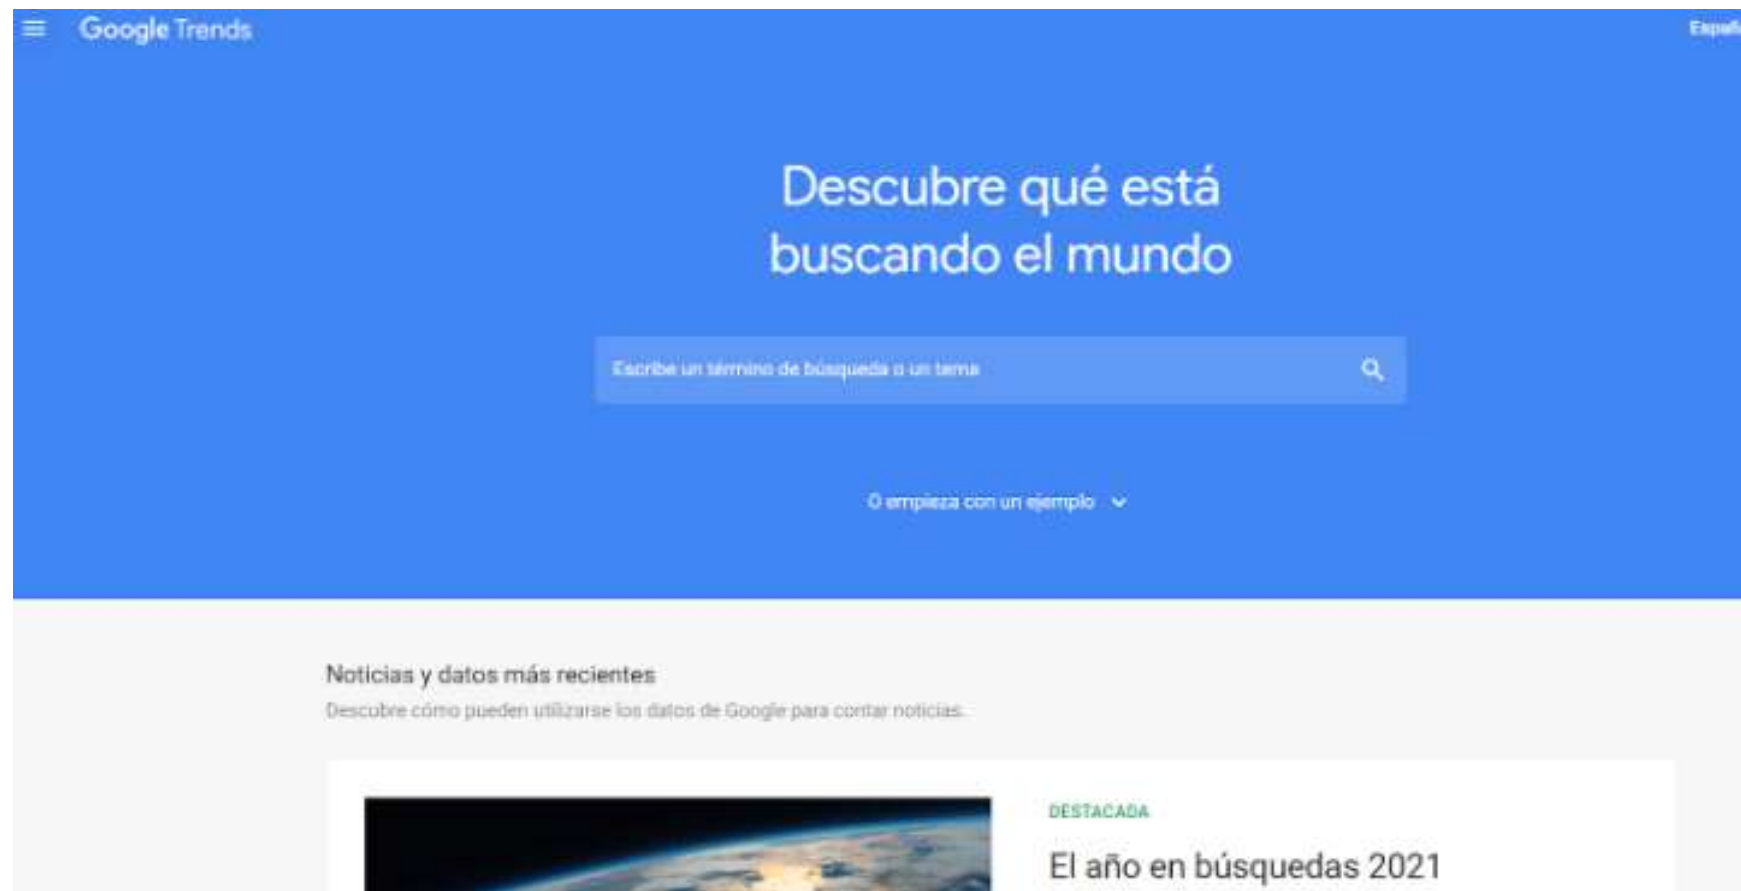 Google Trends
Descubre qué está
buscando el mundo
Escribe un término de búsqueda o un tema
O empieza con un ejemplo
Noticias y datos más recientes
Descubre cómo pueden utilizarse los datos de Google para contar noticias.
DESTACADA
El año en búsquedas 2021